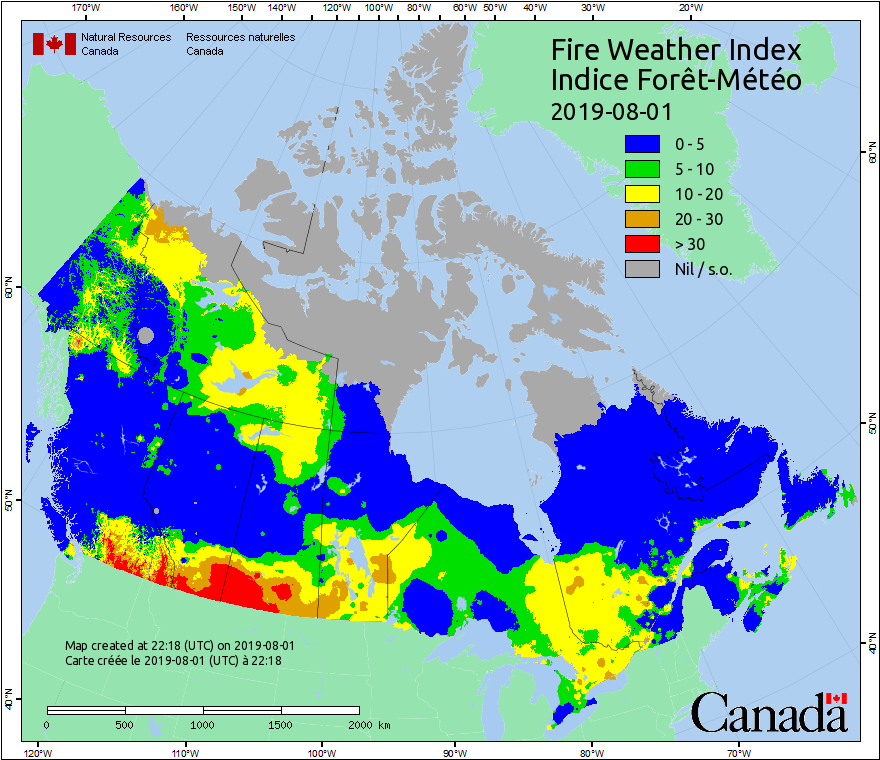 170°W 160°W 150°W 140°W 130°W 120°W 110°W 100°W 90°W 80°W 70°W 60°W 50°W 40°W 30°W 20°W
Natural Resources Ressources naturelles
Canada Canada
Fire Weather Index
Indice Forêt-Météo
2019-08-01
0 - 5
5 - 10
10 - 20
20 - 30
> 30
Nil / s.o.
60°N
60°N
50°N
50°N
40°N
40°N
Map created at 22:18 (UTC) on 2019-08-01
Carte créée le 2019-08-01 (UTC) à 22:18
0 500 1000 1500 2000 km
Canada
120°W 110°W 100°W 90°W 80°W 70°W